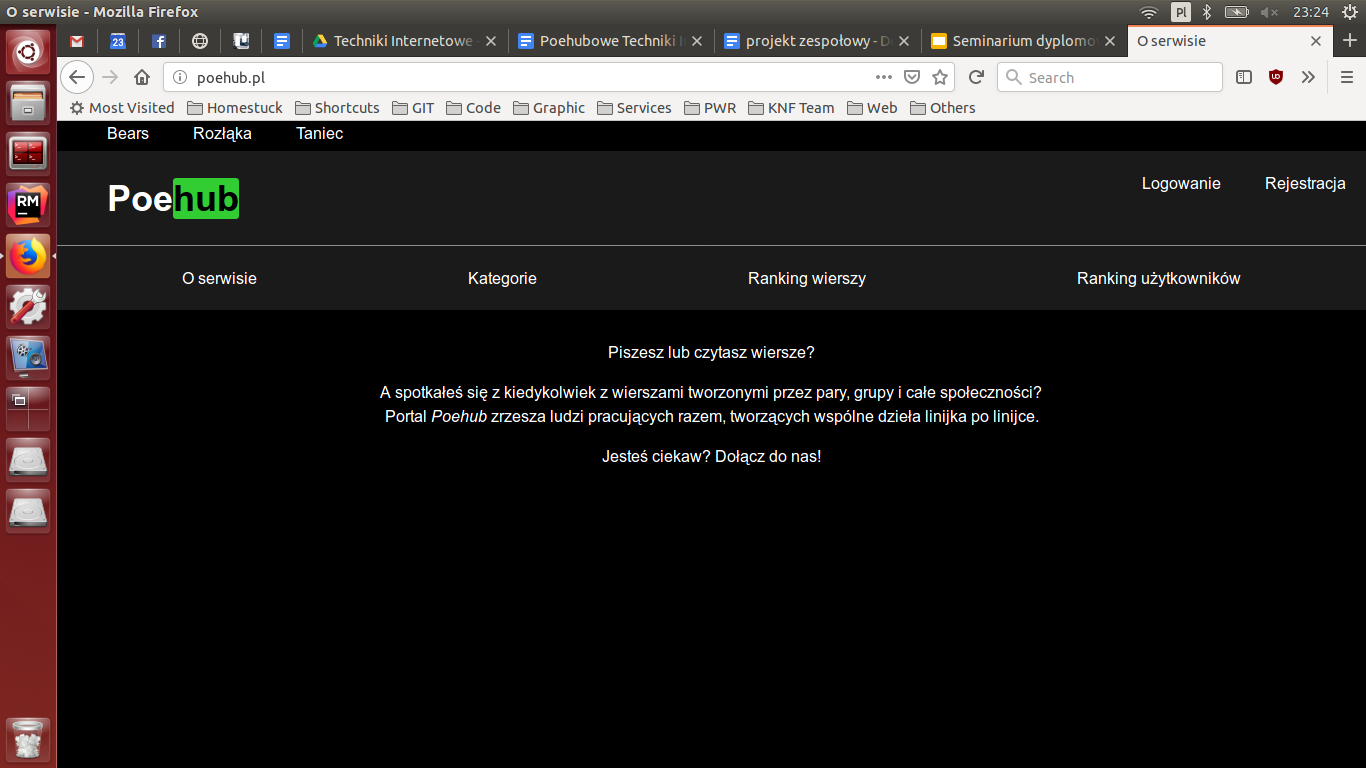 O serwisie - Mozilla Firefox
Pl
23:24
23
Techniki Internetowe -
Poehubowe Techniki I
projekt zespołowy - D
Seminarium dyplomo
O serwisie
poehub.pl
Search
Most Visited Homestuck Shortcuts GIT Code Graphic Services PWR KNF Team Web Others
Bears Rozłąka Taniec
Poehub
Logowanie Rejestracja
O serwisie Kategorie Ranking wierszy Ranking użytkowników
RM
Piszesz lub czytasz wiersze?
A spotkałeś się z kiedykolwiek z wierszami tworzonymi przez pary, grupy i całe społeczności?
Portal Poehub zrzesza ludzi pracujących razem, tworzących wspólne dzieła linijka po linijce.
Jesteś ciekaw? Dołącz do nas!